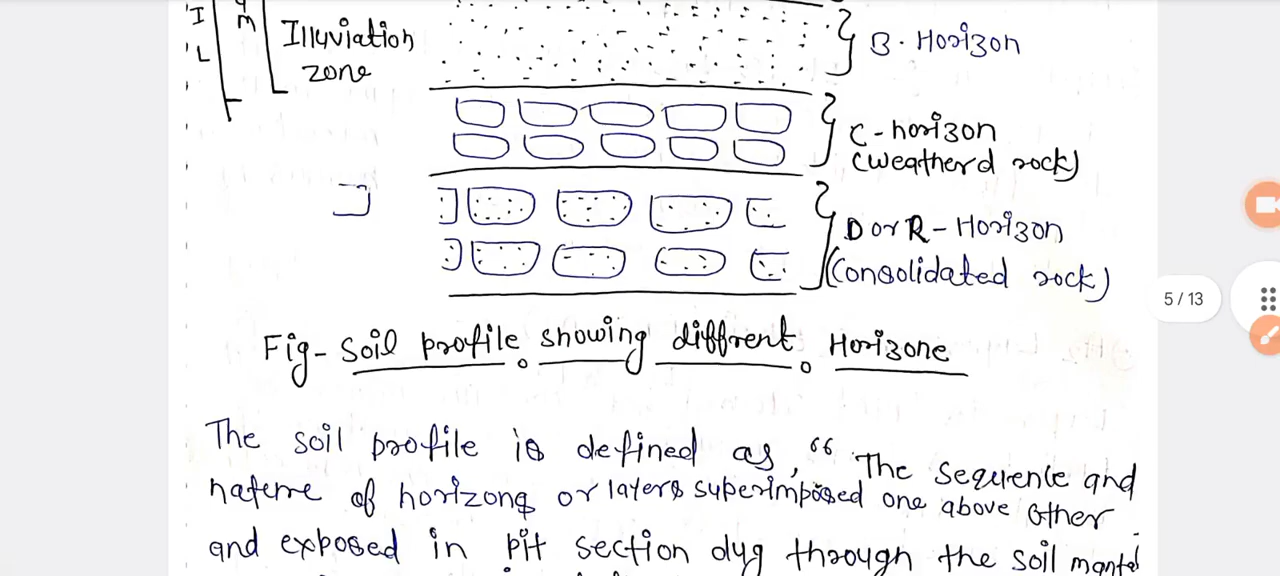 I
m
L
Illuviation
zone
B. Horizon
C-horizon
(weatherd rock)
D or R - Horizon
(Consolidated rock)
5 / 13
Fig- Soil profile showing diffrent Horizone
The soil profile is defined as, “ The sequence and
nature of horizons or layers superimposed one above other
and exposed in pit section dug through the soil mantel